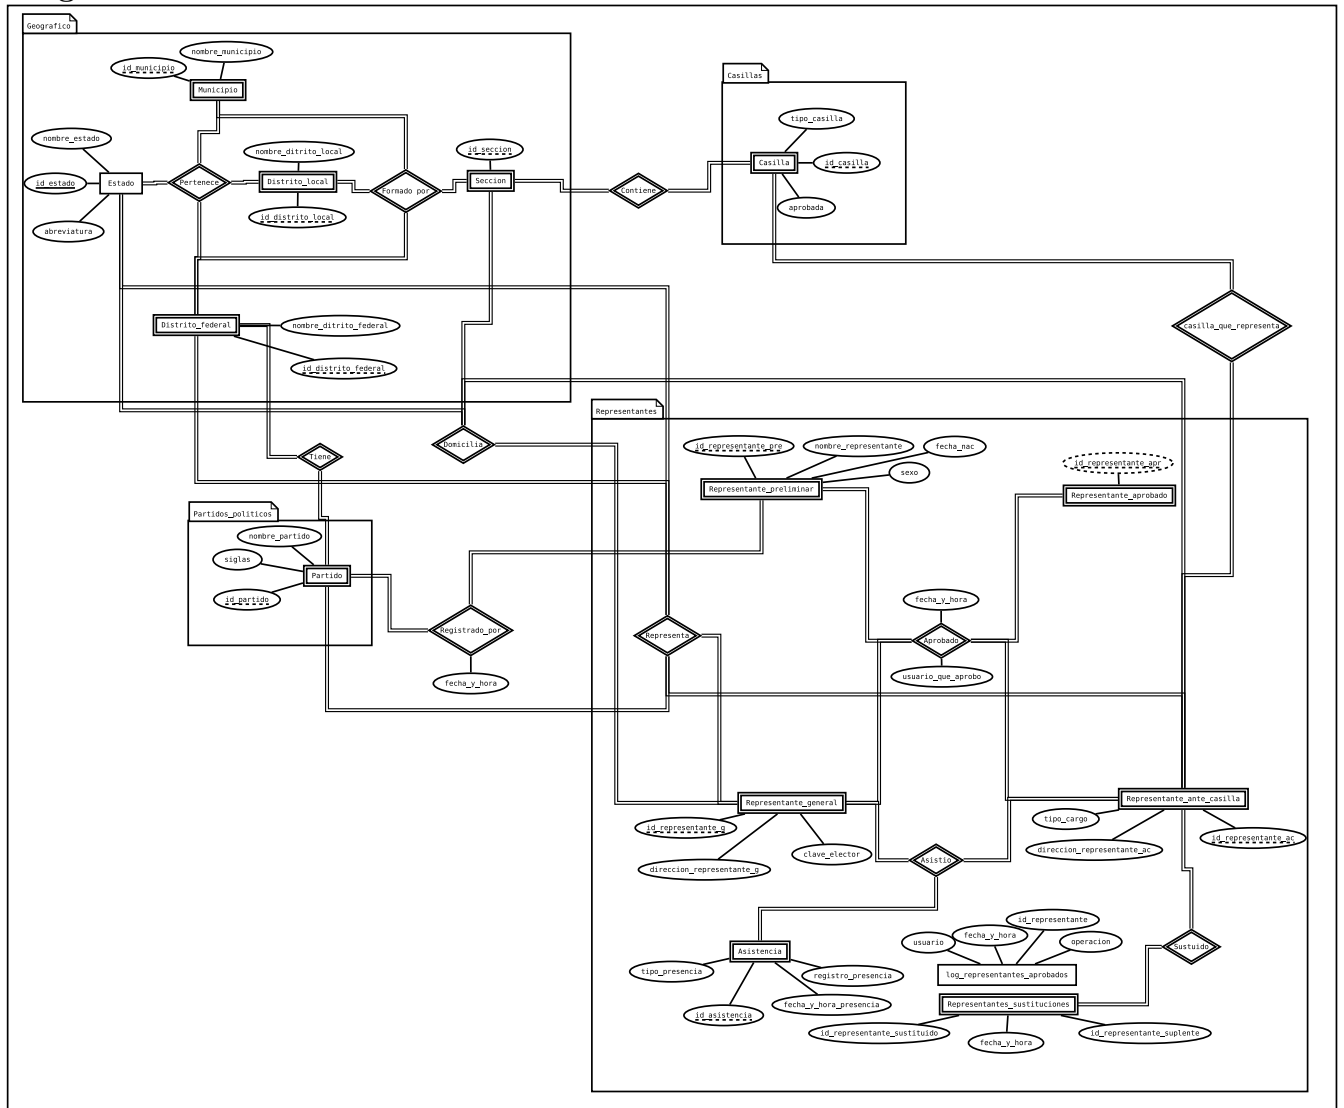 Geografico
nombre_municipio
id_municipio
Municipio
Casillas
tipo_casilla
nombre_estado
nombre_ditrito_local
id_seccion
Casilla
id_casilla
id_estado
Estado
Pertenece
Distrito_local
Formado por
Seccion
Contiene
aprobada
id_distrito_local
abreviatura
Distrito_federal
nombre_ditrito_federal
casilla_que_representa
id_distrito_federal
Representantes
Domicilia
Tiene
id_representante_pre
nombre_representante
fecha_nac
sexo
id_representante_apr
Representante_preliminar
Representante_aprobado
Partidos_politicos
nombre_partido
siglas
Partido
id_partido
fecha_y_hora
Registrado_por
Representa
Aprobado
usuario_que_aprobo
fecha_y_hora
Representante_general
Representante_ante_casilla
id_representante_g
tipo_cargo
id_representante_ac
clave_elector
direccion_representante_ac
direccion_representante_g
Asistio
id_representante
usuario
fecha_y_hora
operacion
Sustuido
Asistencia
tipo_presencia
registro_presencia
log_representantes_aprobados
fecha_y_hora_presencia
Representantes_sustituciones
id_asistencia
id_representante_sustituido
fecha_y_hora
id_representante_suplente